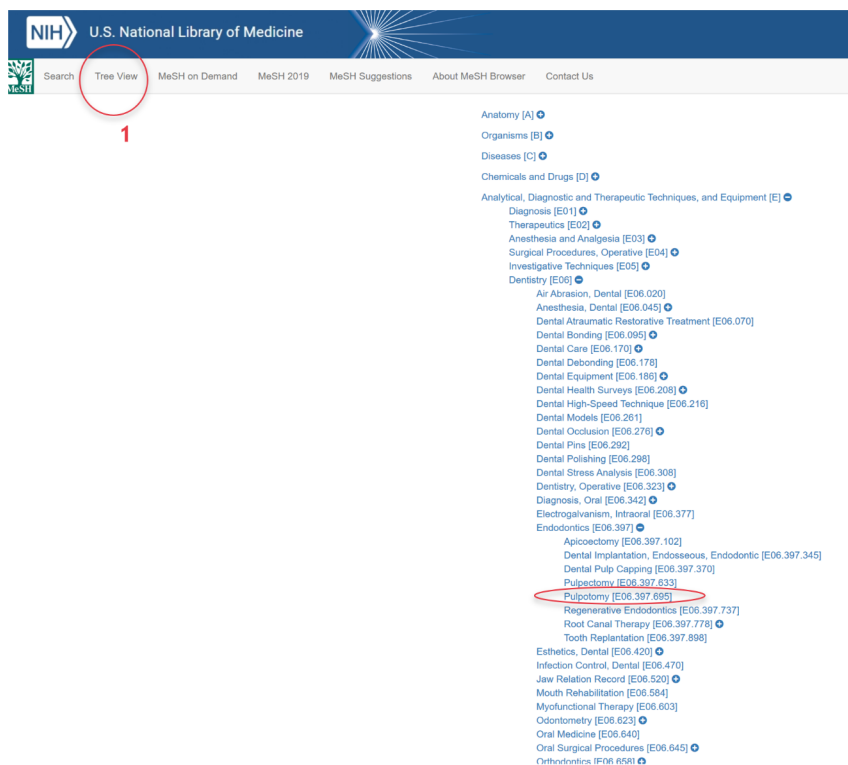 NIH U.S. National Library of Medicine
MeSH Search Tree View MeSH on Demand MeSH 2019 MeSH Suggestions About MeSH Browser Contact Us
1
Anatomy [A]
Organisms [B]
Diseases [C]
Chemicals and Drugs [D]
Analytical, Diagnostic and Therapeutic Techniques, and Equipment [E]
Diagnosis [E01]
Therapeutics [E02]
Anesthesia and Analgesia [E03]
Surgical Procedures, Operative [E04]
Investigative Techniques [E05]
Dentistry [E06]
Air Abrasion, Dental [E06.020]
Anesthesia, Dental [E06.045]
Dental Atraumatic Restorative Treatment [E06.070]
Dental Bonding [E06.095]
Dental Care [E06.170]
Dental Debonding [E06.178]
Dental Equipment [E06.186]
Dental Health Surveys [E06.208]
Dental High-Speed Technique [E06.216]
Dental Models [E06.261]
Dental Occlusion [E06.276]
Dental Pins [E06.292]
Dental Polishing [E06.298]
Dental Stress Analysis [E06.308]
Dentistry, Operative [E06.323]
Diagnosis, Oral [E06.342]
Electrogalvanism, Intraoral [E06.377]
Endodontics [E06.397]
Apicoectomy [E06.397.102]
Dental Implantation, Endosseous, Endodontic [E06.397.345]
Dental Pulp Capping [E06.397.370]
Pulpectomy [E06.397.633]
Pulpotomy [E06.397.695]
Regenerative Endodontics [E06.397.737]
Root Canal Therapy [E06.397.778]
Tooth Replantation [E06.397.898]
Esthetics, Dental [E06.420]
Infection Control, Dental [E06.470]
Jaw Relation Record [E06.520]
Mouth Rehabilitation [E06.584]
Myofunctional Therapy [E06.603]
Odontometry [E06.623]
Oral Medicine [E06.640]
Oral Surgical Procedures [E06.645]
Orthodontics [E06.658]